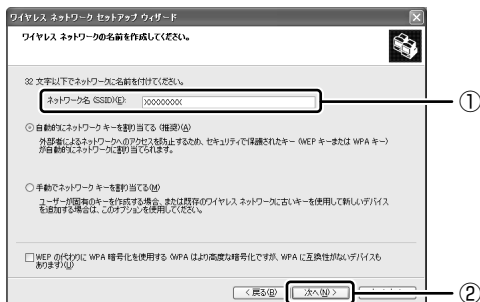 ワイヤレス ネットワーク セットアップ ウィザード
ワイヤレス ネットワークの名前を作成してください。
32 文字以下でネットワークに名前を付けてください。
ネットワーク名 (SSID)(E): XXXXXXXX
①
自動的にネットワーク キーを割り当てる (推奨)(A)
外部者によるネットワークへのアクセスを防止するため、セキュリティで保護されたキー (WEP キーまたは WPA キー)
が自動的にネットワークに割り当てられます。
手動でネットワーク キーを割り当てる(M)
ユーザーが固有のキーを作成する場合、または既存のワイヤレス ネットワークに古いキーを使用して新しいデバイス
を追加する場合は、このオプションを使用してください。
WEP の代わりに WPA 暗号化を使用する (WPA はより高度な暗号化ですが、WPA に互換性がないデバイスも
あります)(U)
< 戻る(B) 次へ(N) >
②